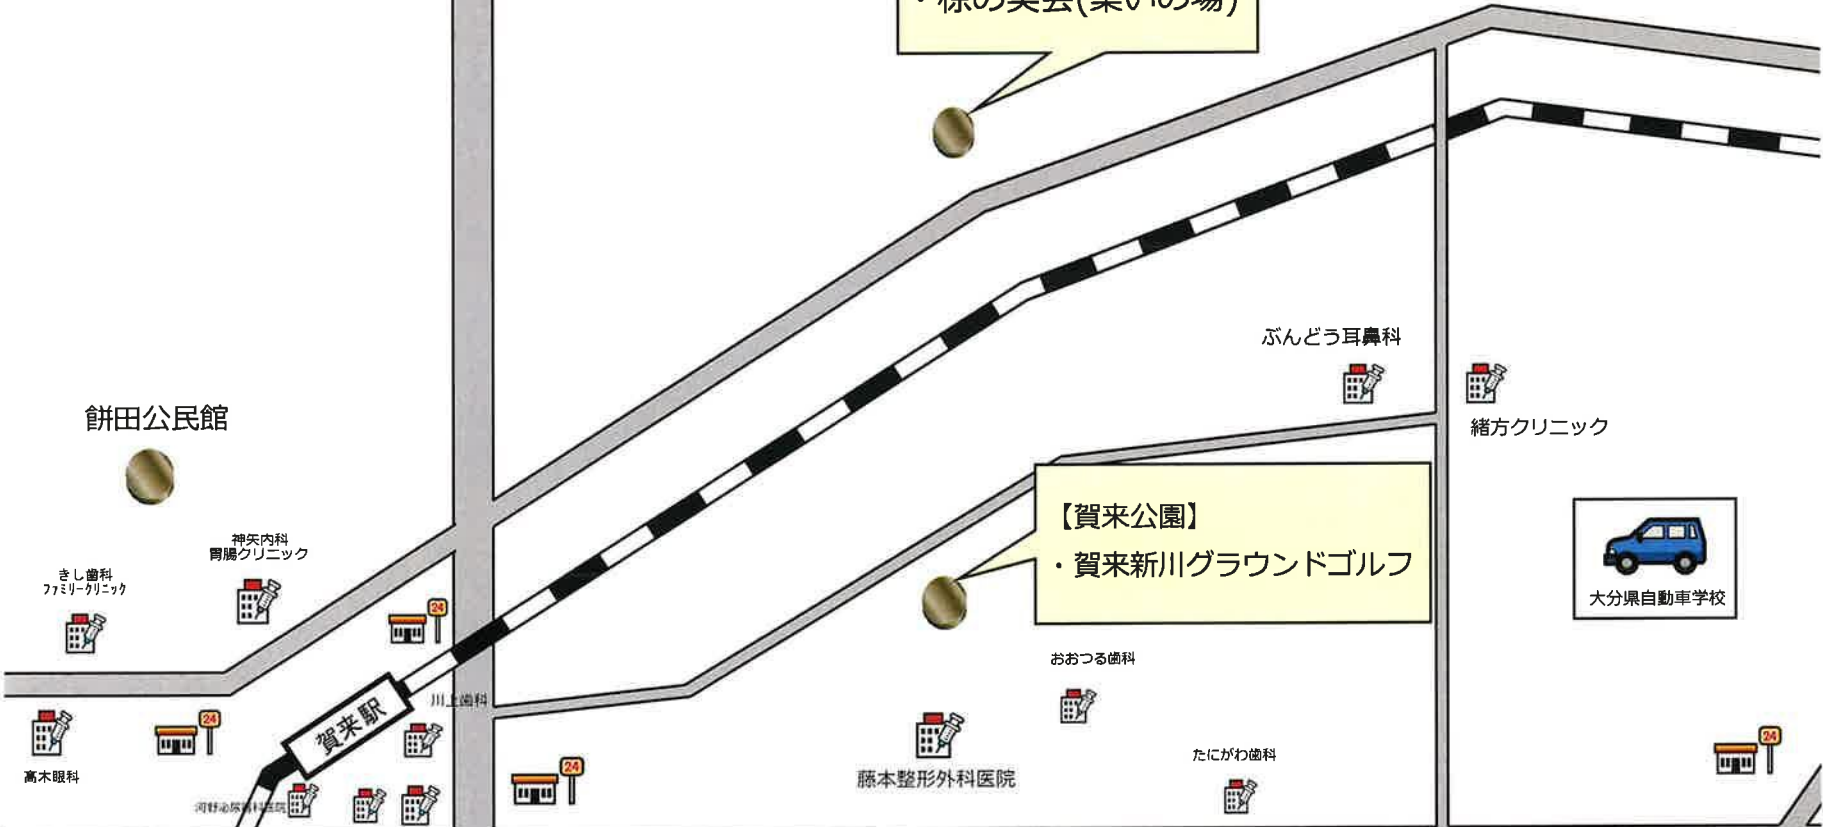 ぶんどう耳鼻科
餅田公民館
緒方クリニック
【賀来公園】
・賀来新川グラウンドゴルフ
神矢内科
胃腸クリニック
きし歯科
ファミリークリニック
24
大分県自動車学校
おおつる歯科
川上歯科
賀来駅
24
高木眼科
24
藤本整形外科医院
たにがわ歯科
24